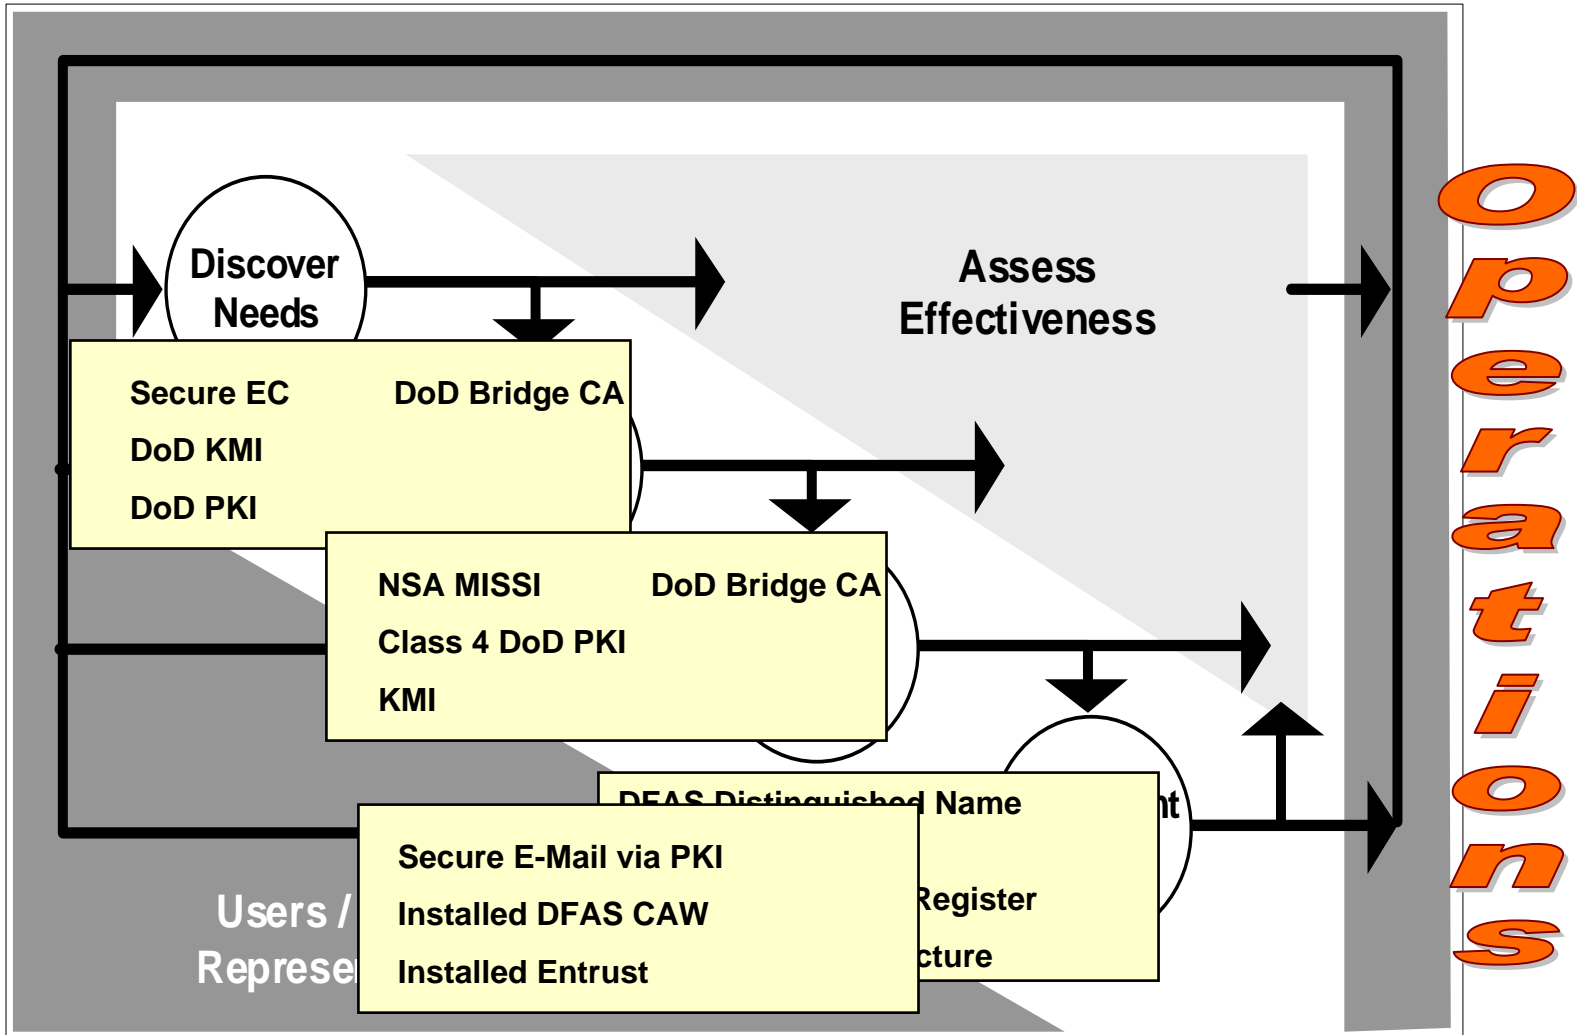 Discover
Needs
Assess
Effectiveness
Secure EC DoD Bridge CA
DoD KMI
DoD PKI
NSA MISSI DoD Bridge CA
Class 4 DoD PKI
KMI
DFAS Distinguished Name
Register
Secure E-Mail via PKI
Installed DFAS CAW
Installed Entrust
Users /
Operations